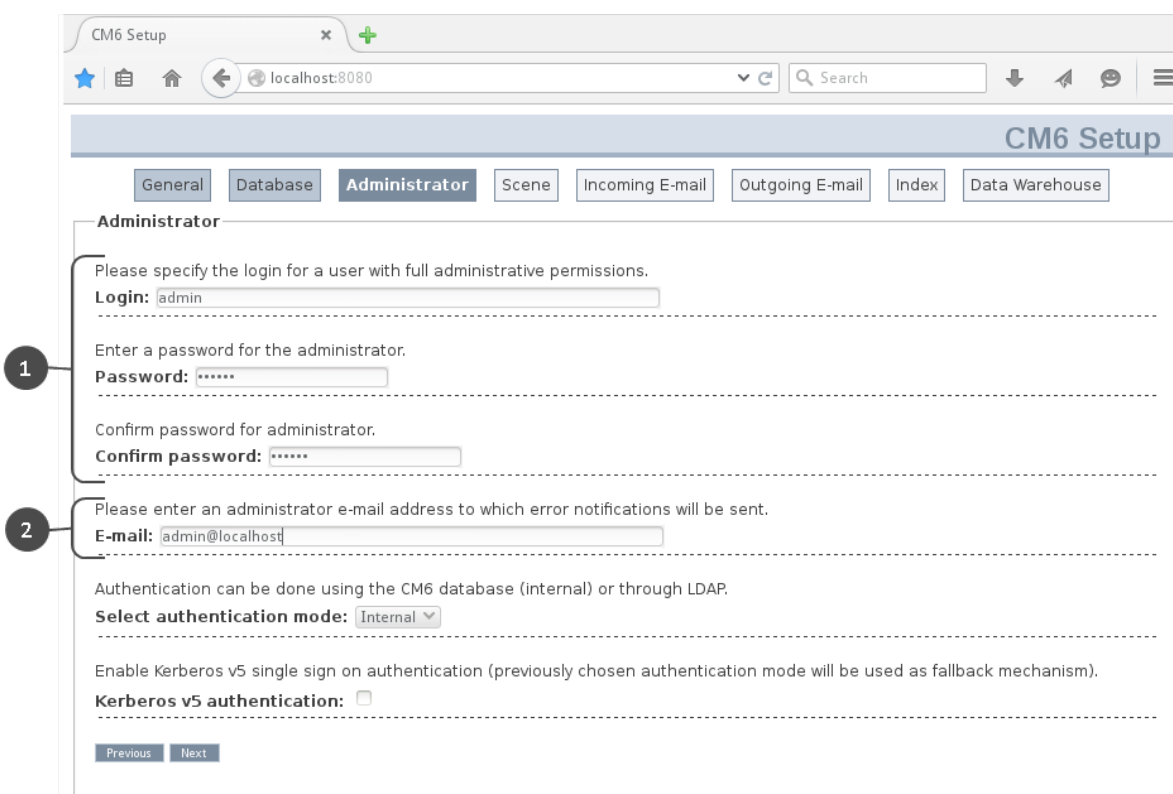 CM6 Setup
localhost:8080
Search
CM6 Setup
General Database Administrator Scene Incoming E-mail Outgoing E-mail Index Data Warehouse
Administrator
Please specify the login for a user with full administrative permissions.
Login: admin
Enter a password for the administrator.
1
Password: ••••••
Confirm password for administrator.
Confirm password: ••••••
Please enter an administrator e-mail address to which error notifications will be sent.
2
E-mail: admin@localhost
Authentication can be done using the CM6 database (internal) or through LDAP.
Select authentication mode: Internal
Enable Kerberos v5 single sign on authentication (previously chosen authentication mode will be used as fallback mechanism).
Kerberos v5 authentication:
Previous Next